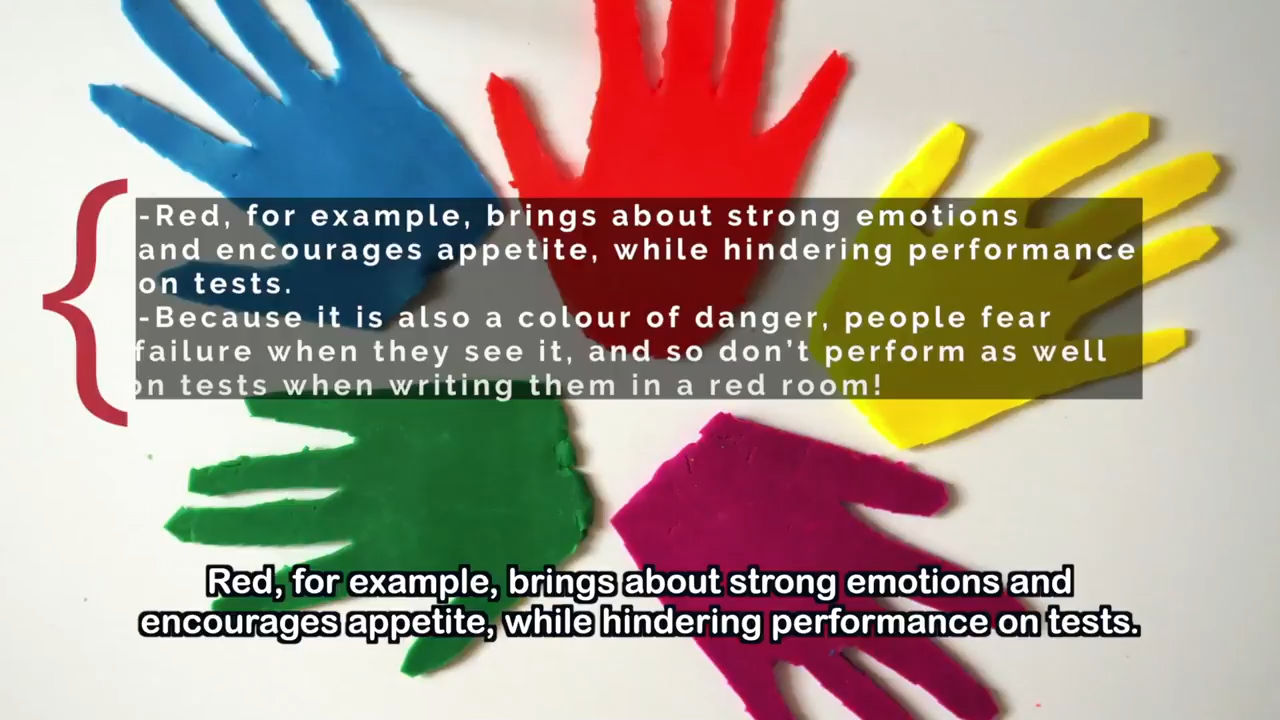 -Red, for example, brings about strong emotions
and encourages appetite, while hindering performance
on tests.
-Because it is also a colour of danger, people fear
failure when they see it, and so don’t perform as well
on tests when writing them in a red room!
Red, for example, brings about strong emotions and
encourages appetite, while hindering performance on tests.